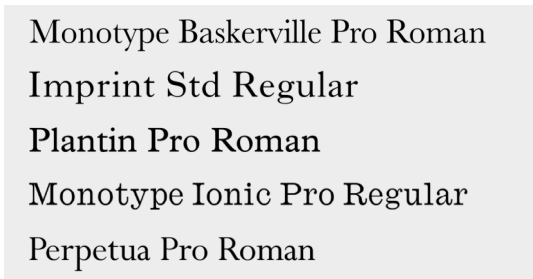 Monotype Baskerville Pro Roman
Imprint Std Regular
Plantin Pro Roman
Monotype Ionic Pro Regular
Perpetua Pro Roman